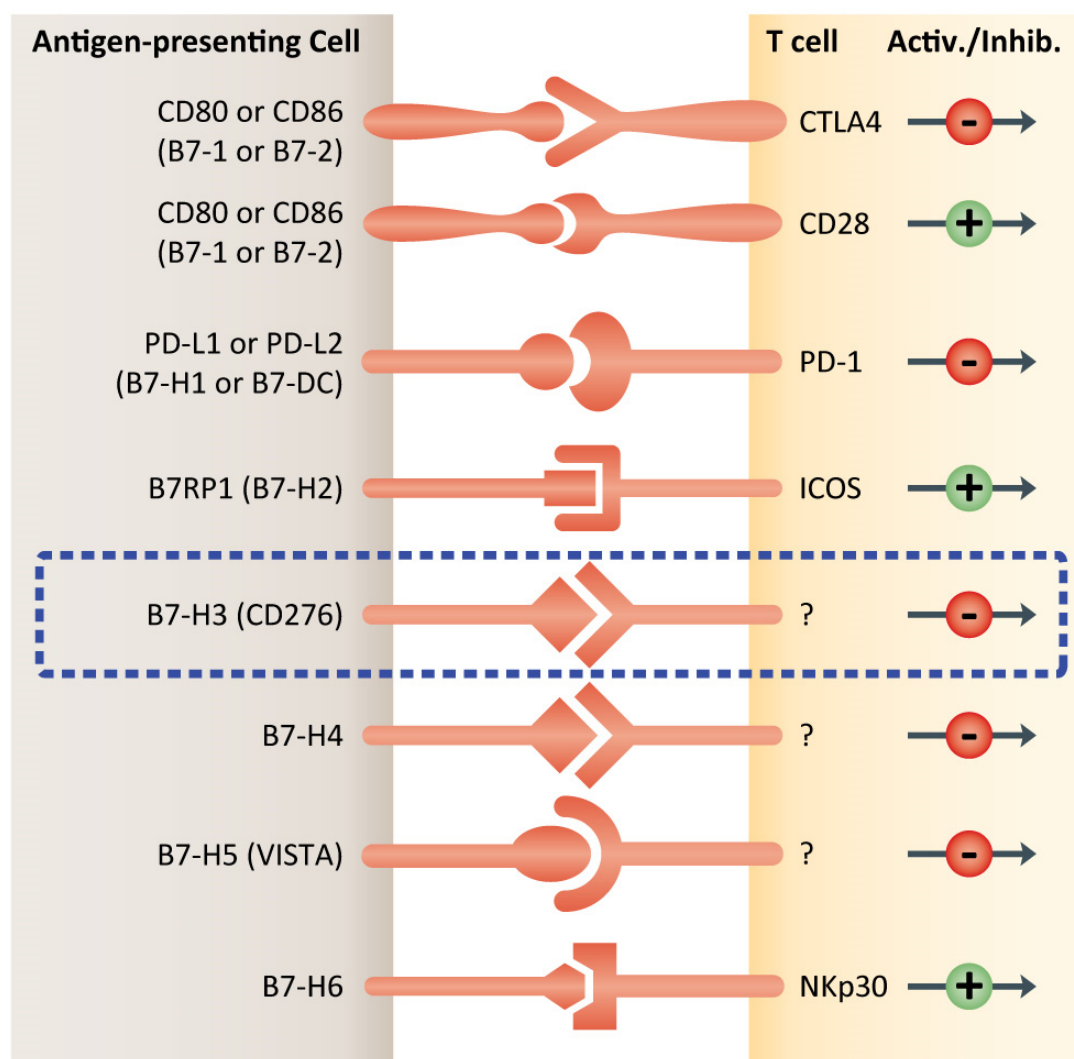 Antigen-presenting Cell T cell Activ./Inhib.
CD80 or CD86
(B7-1 or B7-2)
CTLA4 -
CD80 or CD86
(B7-1 or B7-2)
CD28 +
PD-L1 or PD-L2
(B7-H1 or B7-DC)
PD-1 -
B7RP1 (B7-H2) ICOS +
B7-H3 (CD276) ? -
B7-H4 ? -
B7-H5 (VISTA) ? -
B7-H6 NKp30 +